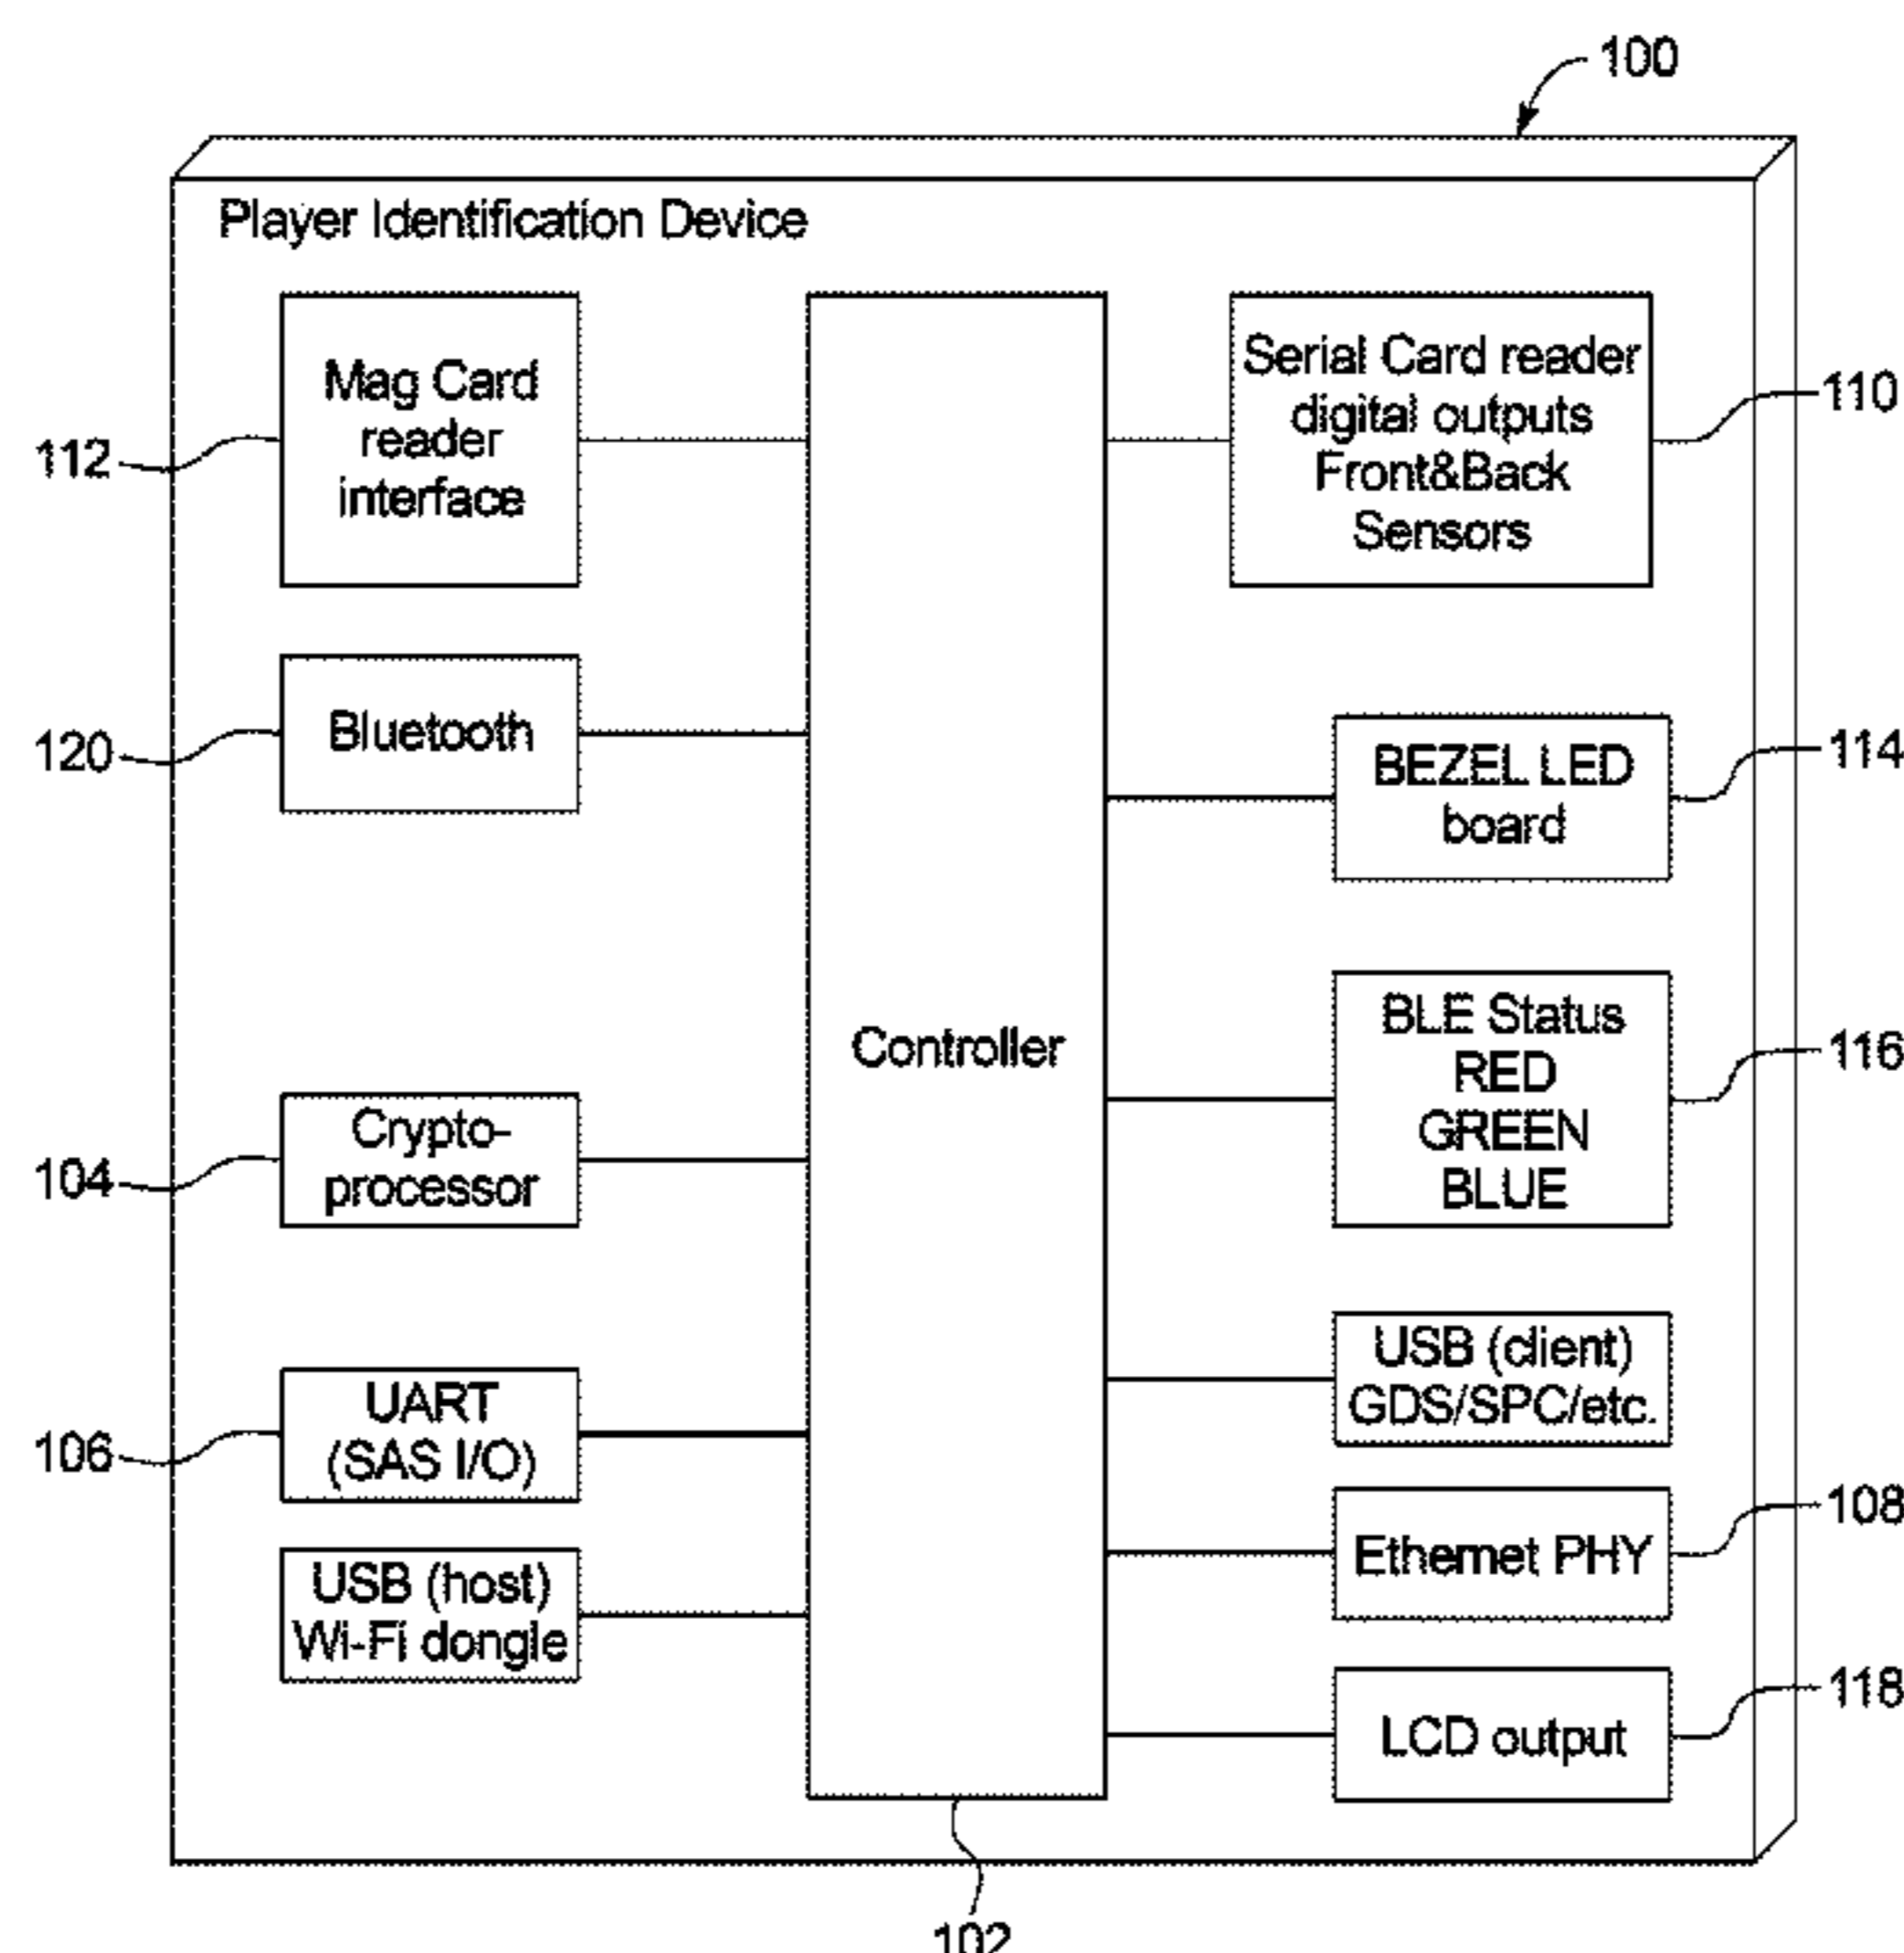 100
Player Identification Device
Mag Card
reader
interface
112
Serial Card reader
digital outputs
Front&Back
Sensors
110
Bluetooth
120
BEZEL LED
board
114
Controller
BLE Status
RED
GREEN
BLUE
116
Crypto-
processor
104
USB (client)
GDS/SPC/etc.
UART
(SAS I/O)
106
Ethernet PHY
108
USB (host)
Wi-Fi dongle
LCD output
118
102